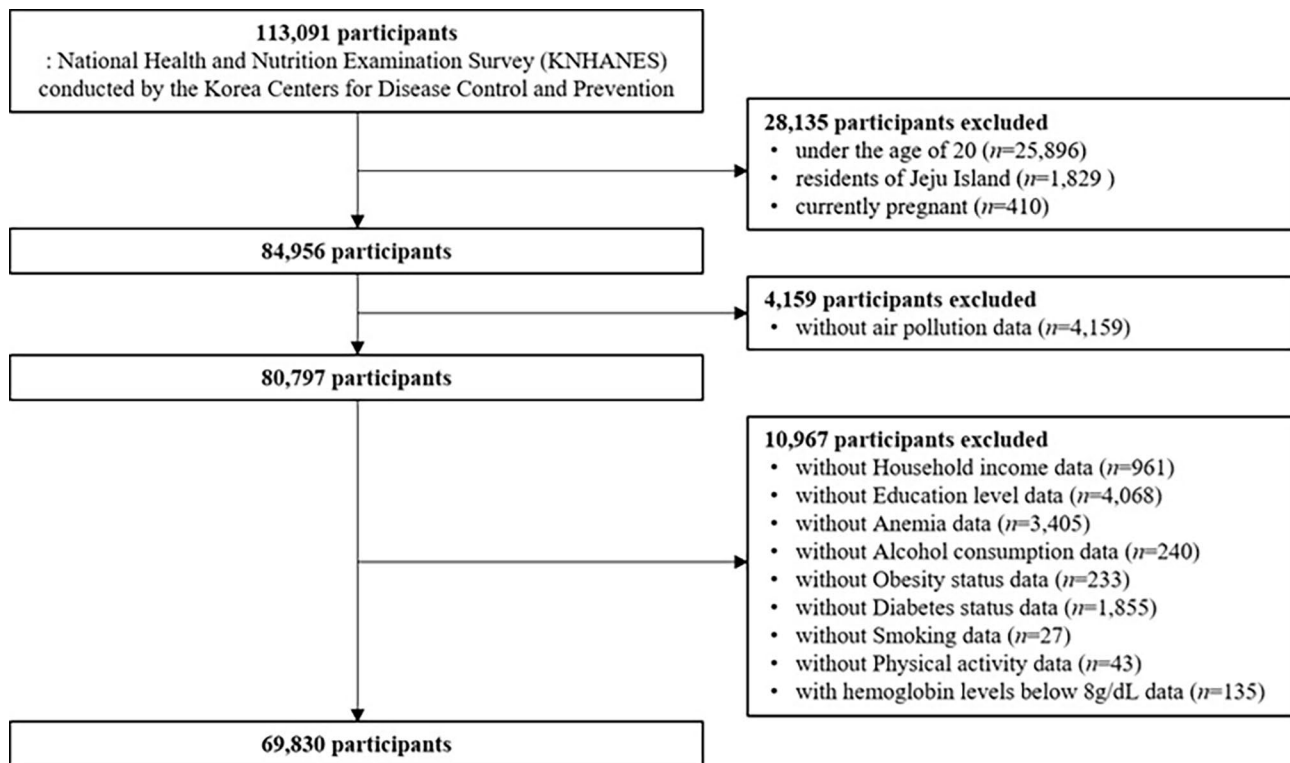 113,091 participants
: National Health and Nutrition Examination Survey (KNHANES)
conducted by the Korea Centers for Disease Control and Prevention
28,135 participants excluded
• under the age of 20 (n=25,896)
• residents of Jeju Island (n=1,829 )
• currently pregnant (n=410)
84,956 participants
4,159 participants excluded
• without air pollution data (n=4,159)
80,797 participants
10,967 participants excluded
• without Household income data (n=961)
• without Education level data (n=4,068)
• without Anemia data (n=3,405)
• without Alcohol consumption data (n=240)
• without Obesity status data (n=233)
• without Diabetes status data (n=1,855)
• without Smoking data (n=27)
• without Physical activity data (n=43)
• with hemoglobin levels below 8g/dL data (n=135)
69,830 participants